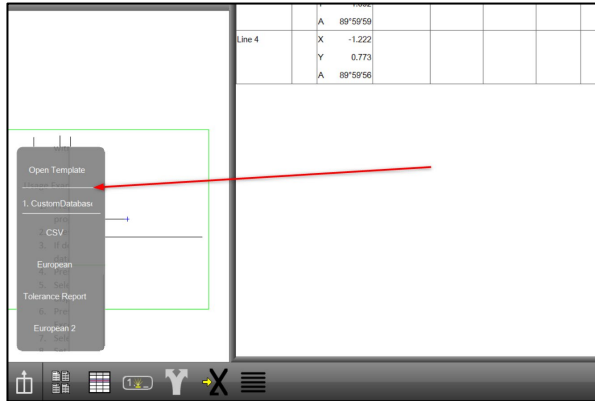 A 89°59'59
Line 4 X -1.222
Y 0.773
A 89°59'56
Open Template
1. CustomDatabas
CSV
European
Tolerance Report
European 2